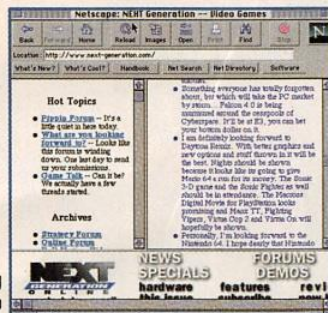 Netscape: NEXT Generation -- Video Games
Back Forward Home Reload Images Open Print Find Stop
Location: http://www.next-generation.com/
What's New? What's Cool? Handbook Net Search Net Directory Software
Hot Topics
Pippin Forum -- It's a
little quiet in here today.
What are you looking
forward to? -- Looks like
this forum is winding
down. One last day to send
in your submissions.
Game Talk -- Can it be?
We actually have a few
threads started.
Archives
Strategy Forum
Online Forum
Something everyone has totally forgotten
about, but which will take the PC market
by storm... Falcon 4.0 is being
rumoured around the cesspools of
Cyberspace. It'll be at E3, you can bet
your bottom dollar on it.
I am definitely looking forward to
Daytona Remix. With better graphics and
new options and stuff thrown in it will be
the best. Nights should be shown
because it looks like its going to give
Mario 64 a run for its money. The Sonic
3-D game and the Sonic Fighter as well
should be in attendance. The Macross
Digital Movie for PlayStation looks
promising and Manx TT, Fighting
Vipers, Virtua Cop 2 and Virtua On will
hopefully be shown.
Personally, I'm looking forward to the
Nintendo 64. I hope dearly that Nintendo
NEXT
GENERATION
ONLINE
NEWS FORUMS
SPECIALS DEMOS
hardware features revi
this issue subscribe